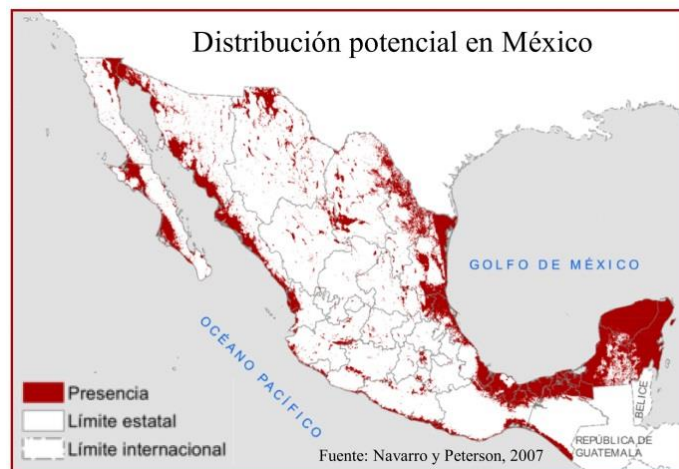 Distribución potencial en México
GOLFO DE MÉXICO
OCÉANO PACÍFICO
BELICE
Presencia
Límite estatal
Límite internacional
REPÚBLICA DE
GUATEMALA
Fuente: Navarro y Peterson, 2007